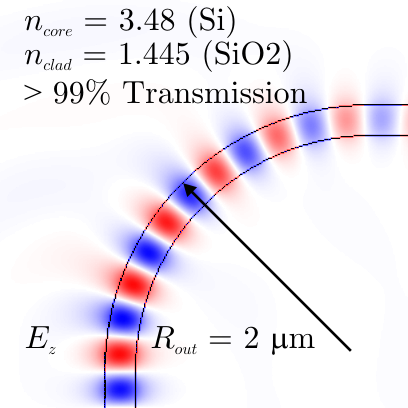 n_core = 3.48 (Si)
n_clad = 1.445 (SiO2)
> 99% Transmission
E_z
R_out = 2 μm